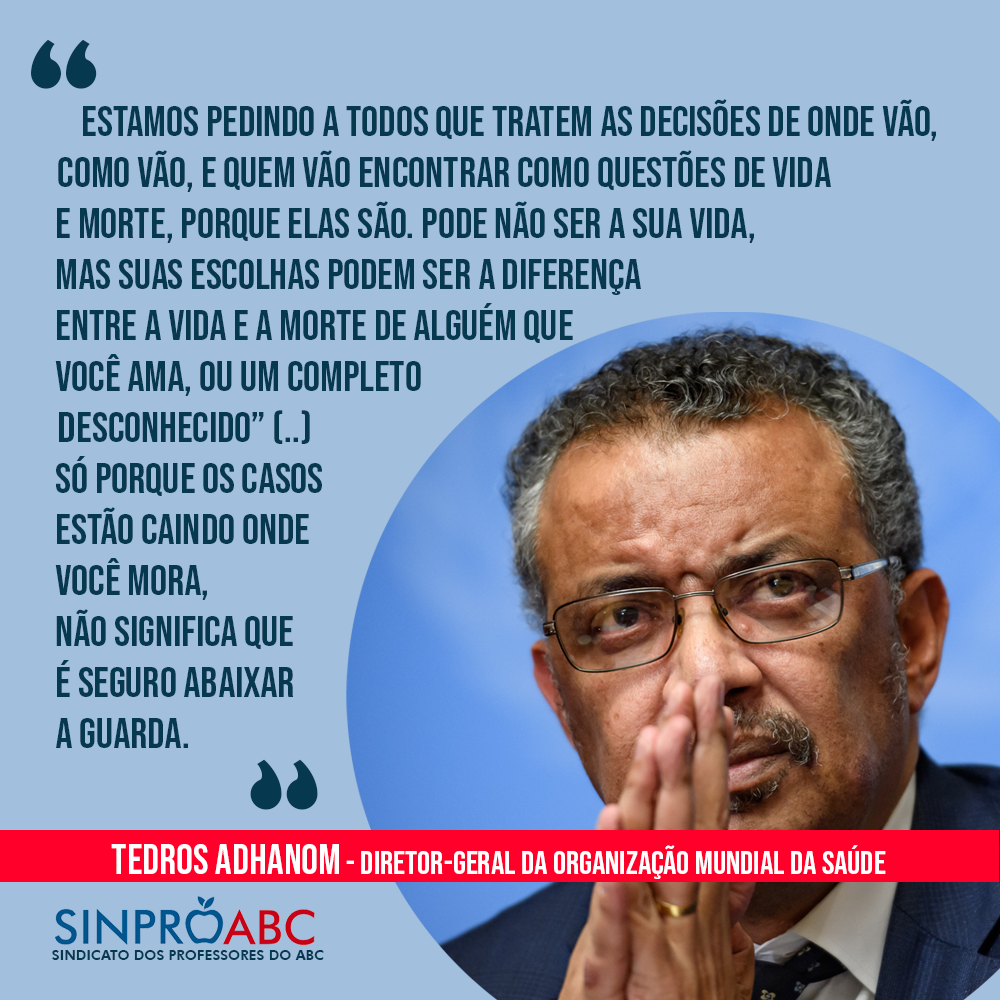 “
ESTAMOS PEDINDO A TODOS QUE TRATEM AS DECISÕES DE ONDE VÃO,
COMO VÃO, E QUEM VÃO ENCONTRAR COMO QUESTÕES DE VIDA
E MORTE, PORQUE ELAS SÃO. PODE NÃO SER A SUA VIDA,
MAS SUAS ESCOLHAS PODEM SER A DIFERENÇA
ENTRE A VIDA E A MORTE DE ALGUÉM QUE
VOCÊ AMA, OU UM COMPLETO
DESCONHECIDO” (..)
SÓ PORQUE OS CASOS
ESTÃO CAINDO ONDE
VOCÊ MORA,
NÃO SIGNIFICA QUE
É SEGURO ABAIXAR
A GUARDA.
“
TEDROS ADHANOM - DIRETOR-GERAL DA ORGANIZAÇÃO MUNDIAL DA SAÚDE
SINPROABC
SINDICATO DOS PROFESSORES DO ABC